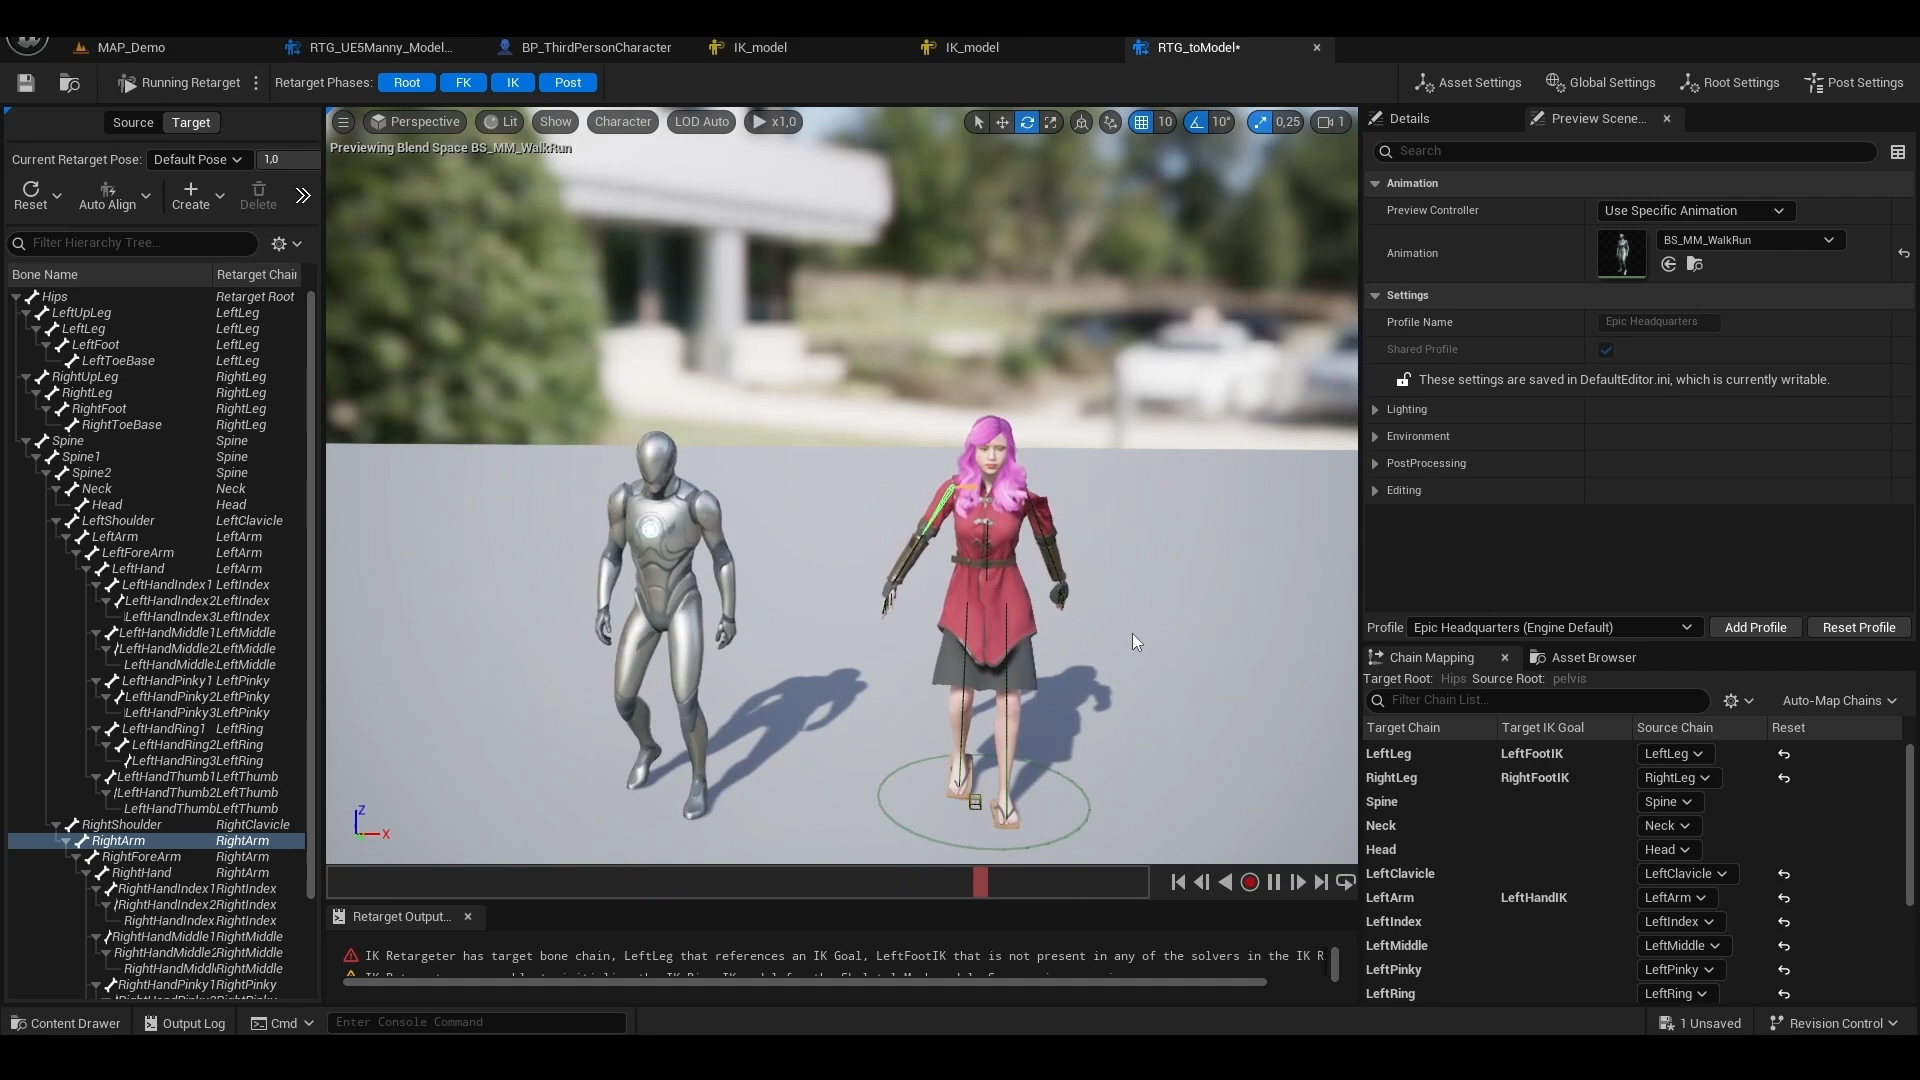 MAP_Demo
RTG_UE5Manny_Model...
BP_ThirdPersonCharacter
IK_model
IK_model
RTG_toModel*
Running Retarget
Retarget Phases:
Root
FK
IK
Post
Asset Settings
Global Settings
Root Settings
Post Settings
Source
Target
Current Retarget Pose:
Default Pose
1,0
Reset
Auto Align
Create
Delete
Filter Hierarchy Tree...
Bone Name
Retarget Chai
Hips Retarget Root
LeftUpLeg LeftLeg
LeftLeg LeftLeg
LeftFoot LeftLeg
LeftToeBase LeftLeg
RightUpLeg RightLeg
RightLeg RightLeg
RightFoot RightLeg
RightToeBase RightLeg
Spine Spine
Spine1 Spine
Spine2 Spine
Neck Neck
Head Head
LeftShoulder LeftClavicle
LeftArm LeftArm
LeftForeArm LeftArm
LeftHand LeftArm
LeftHandIndex1 LeftIndex
LeftHandIndex2 LeftIndex
LeftHandIndex3 LeftIndex
LeftHandMiddle1 LeftMiddle
LeftHandMiddle2 LeftMiddle
LeftHandMiddle LeftMiddle
LeftHandPinky1 LeftPinky
LeftHandPinky2 LeftPinky
LeftHandPinky3 LeftPinky
LeftHandRing1 LeftRing
LeftHandRing2 LeftRing
LeftHandRing3 LeftRing
LeftHandThumb1 LeftThumb
LeftHandThumb2 LeftThumb
LeftHandThumb LeftThumb
RightShoulder RightClavicle
RightArm RightArm
RightForeArm RightArm
RightHand RightArm
RightHandIndex1 RightIndex
RightHandIndex2 RightIndex
RightHandIndex RightIndex
RightHandMiddle1 RightMiddle
RightHandMiddle2 RightMiddle
RightHandMiddl RightMiddle
RightHandPinky1 RightPinky
Perspective
Lit
Show
Character
LOD Auto
x1,0
10
10°
0,25
1
Previewing Blend Space BS_MM_WalkRun
Z
X
Retarget Output...
IK Retargeter has target bone chain, LeftLeg that references an IK Goal, LeftFootIK that is not present in any of the solvers in the IK R
Details
Preview Scene...
Search
Animation
Preview Controller
Use Specific Animation
Animation
BS_MM_WalkRun
Settings
Profile Name
Epic Headquarters
Shared Profile
These settings are saved in DefaultEditor.ini, which is currently writable.
Lighting
Environment
PostProcessing
Editing
Profile
Epic Headquarters (Engine Default)
Add Profile
Reset Profile
Chain Mapping
Asset Browser
Target Root: Hips Source Root: pelvis
Filter Chain List...
Auto-Map Chains
Target Chain Target IK Goal Source Chain Reset
LeftLeg LeftFootIK LeftLeg
RightLeg RightFootIK RightLeg
Spine Spine
Neck Neck
Head Head
LeftClavicle LeftClavicle
LeftArm LeftHandIK LeftArm
LeftIndex LeftIndex
LeftMiddle LeftMiddle
LeftPinky LeftPinky
LeftRing LeftRing
Content Drawer
Output Log
Cmd
Enter Console Command
1 Unsaved
Revision Control